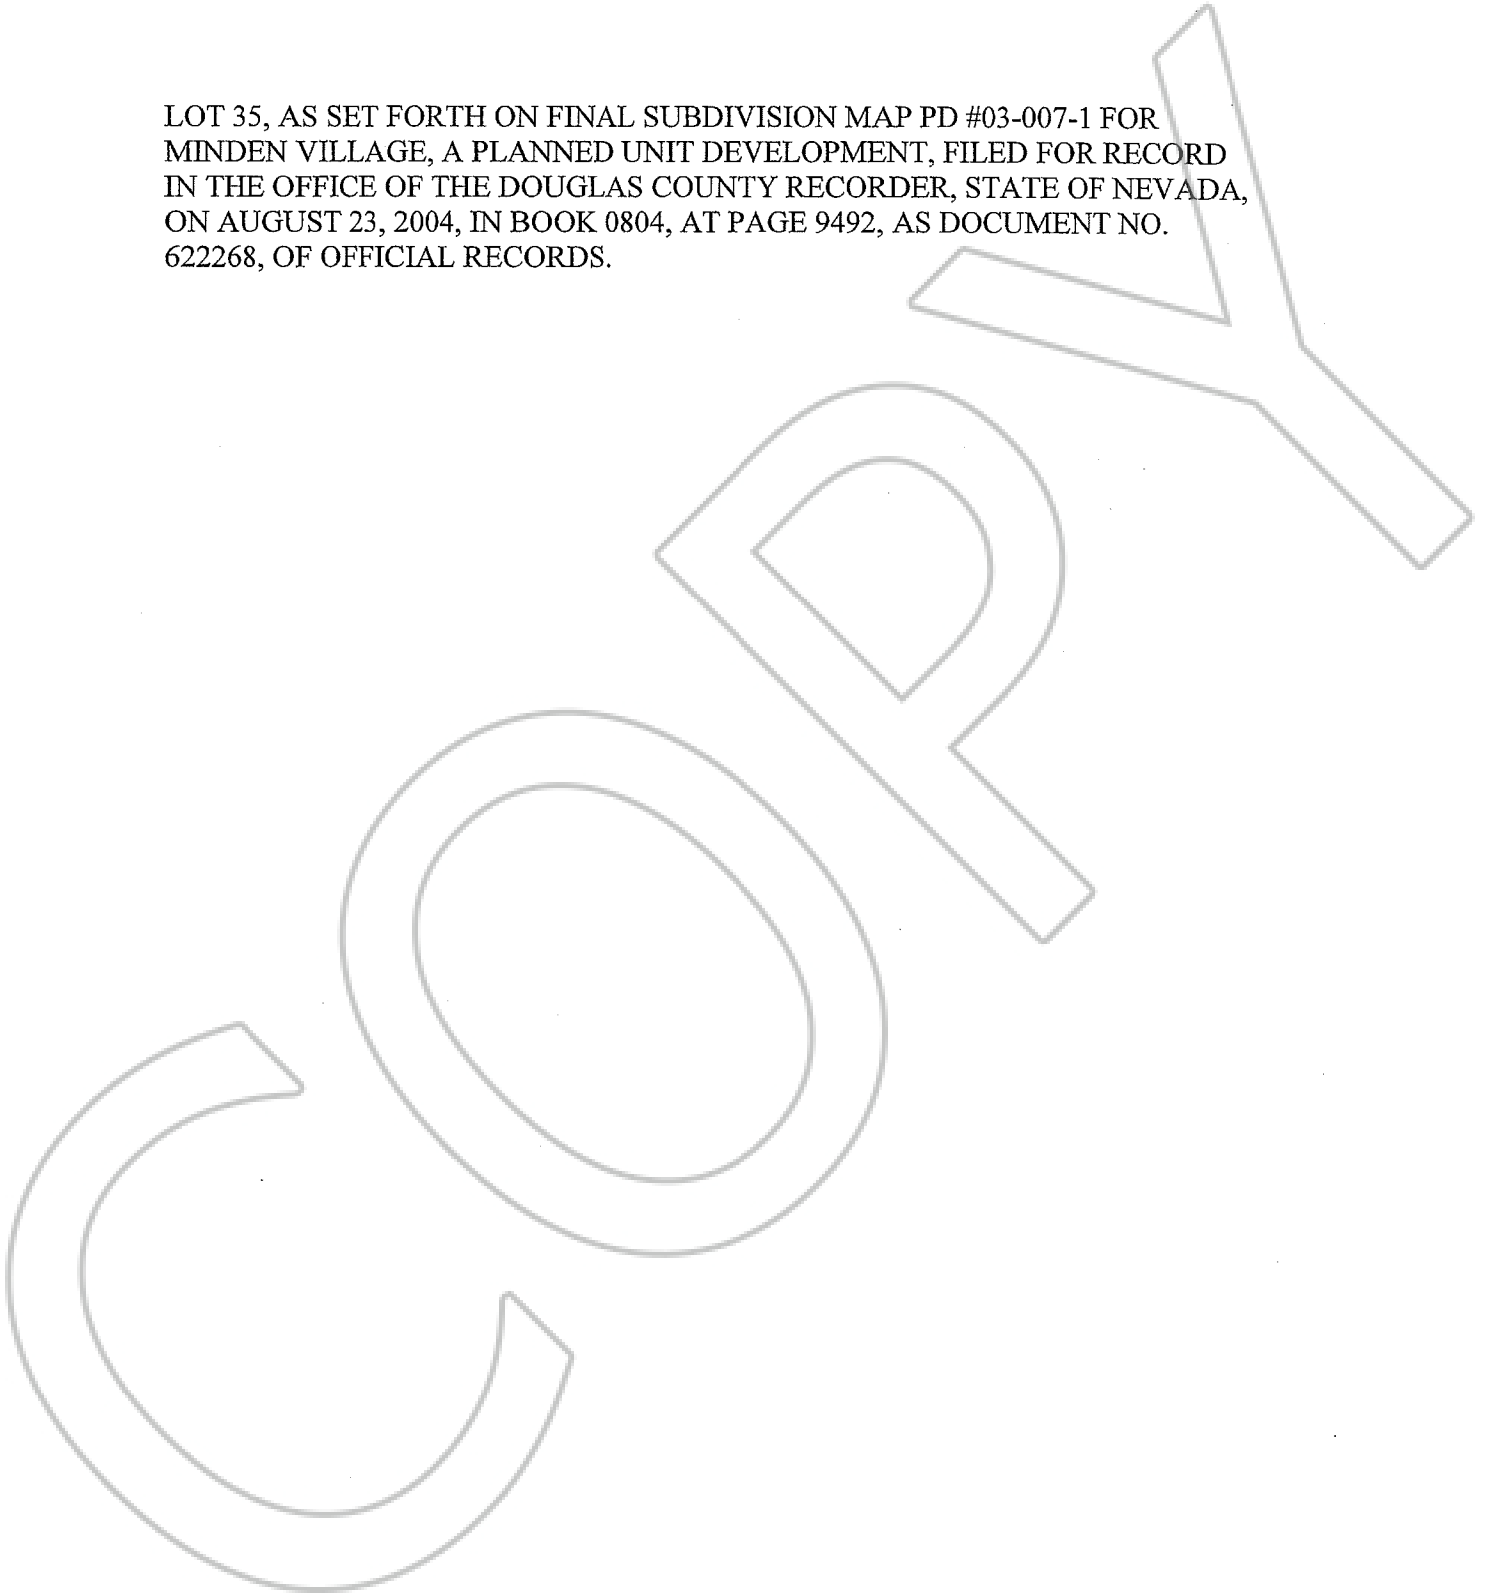 LOT 35, AS SET FORTH ON FINAL SUBDIVISION MAP PD #03-007-1 FOR
MINDEN VILLAGE, A PLANNED UNIT DEVELOPMENT, FILED FOR RECORD
IN THE OFFICE OF THE DOUGLAS COUNTY RECORDER, STATE OF NEVADA,
ON AUGUST 23, 2004, IN BOOK 0804, AT PAGE 9492, AS DOCUMENT NO.
622268, OF OFFICIAL RECORDS.
COPY